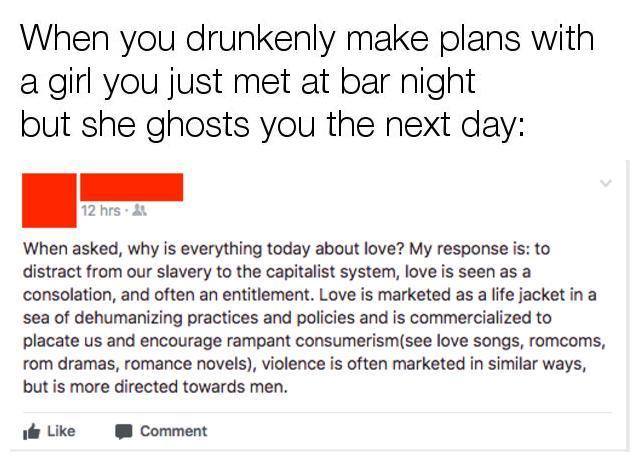 When you drunkenly make plans with
a girl you just met at bar night
but she ghosts you the next day:
12 hrs ·
When asked, why is everything today about love? My response is: to
distract from our slavery to the capitalist system, love is seen as a
consolation, and often an entitlement. Love is marketed as a life jacket in a
sea of dehumanizing practices and policies and is commercialized to
placate us and encourage rampant consumerism(see love songs, romcoms,
rom dramas, romance novels), violence is often marketed in similar ways,
but is more directed towards men.
Like Comment